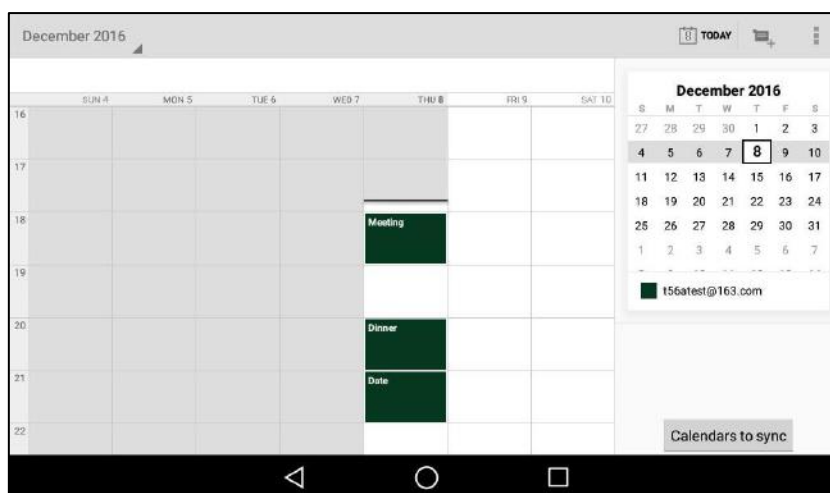 December 2016
8 TODAY
SUN 4 MON 5 TUE 6 WED 7 THU 8 FRI 9 SAT 10
16
17
18 Meeting
19
20 Dinner
21 Date
22
December 2016
S M T W T F S
27 28 29 30 1 2 3
4 5 6 7 8 9 10
11 12 13 14 15 16 17
18 19 20 21 22 23 24
25 26 27 28 29 30 31
1 2 3 4 5 6 7
t56atest@163.com
Calendars to sync